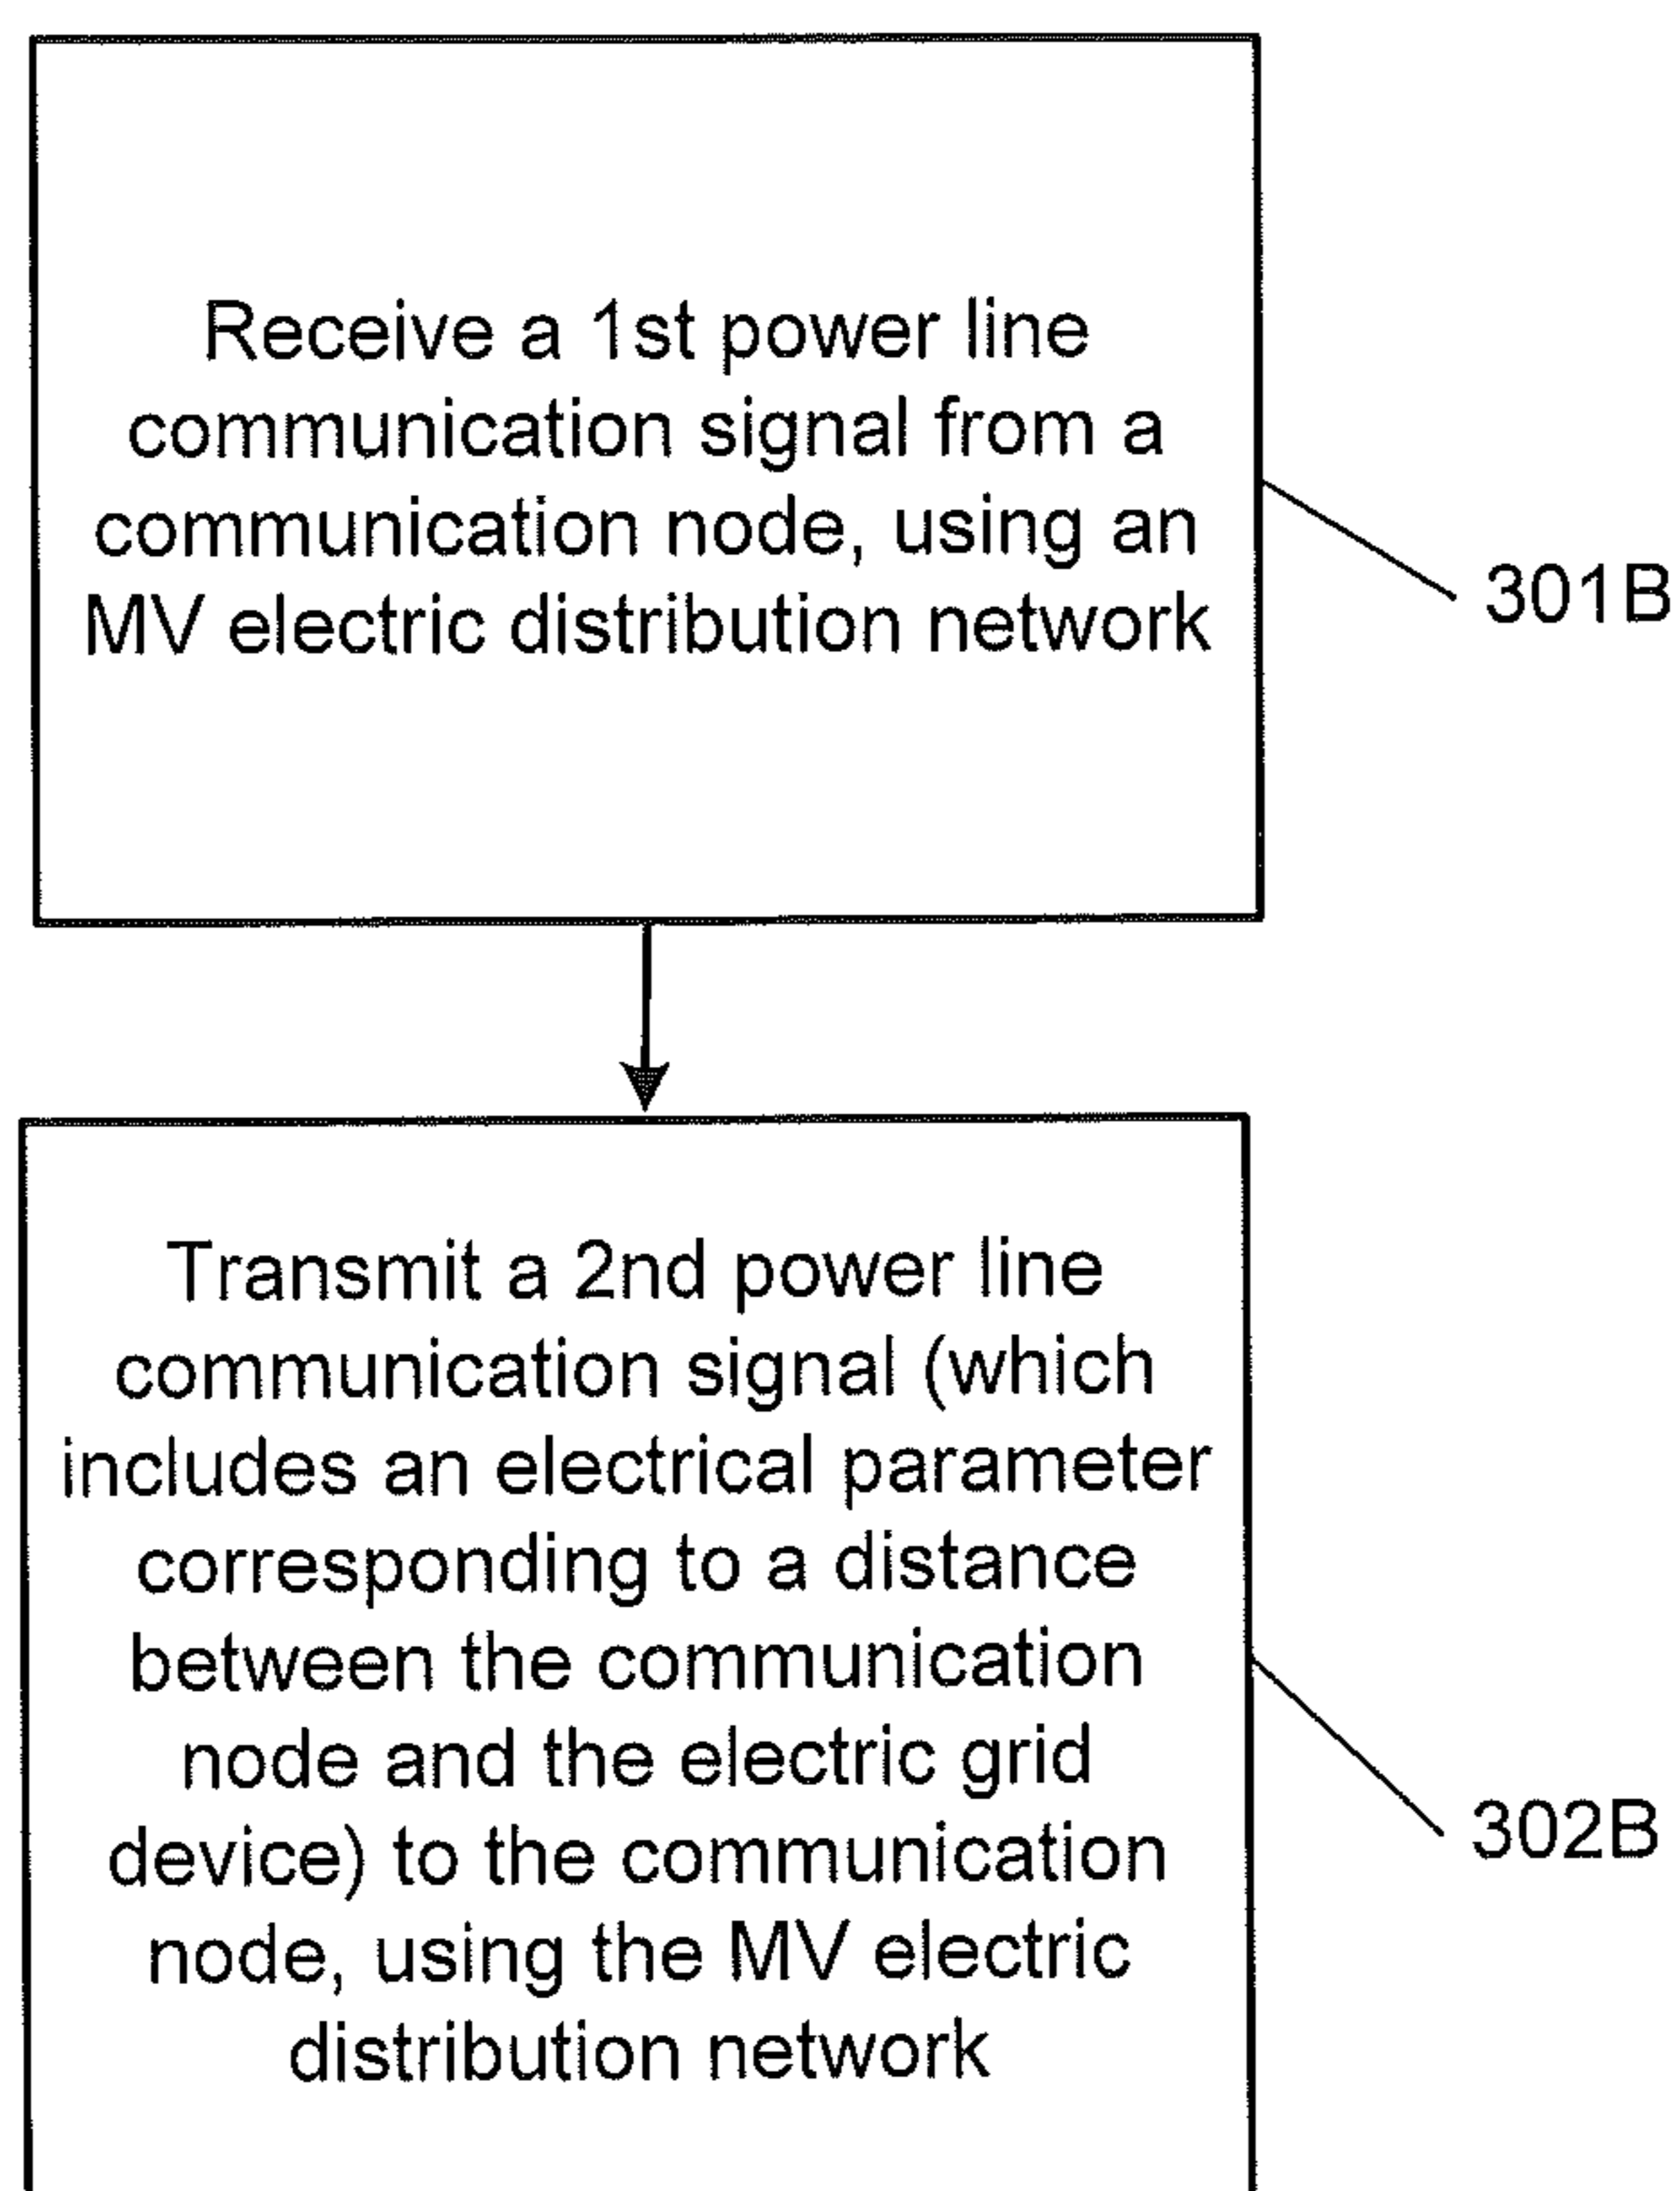 Receive a 1st power line
communication signal from a
communication node, using an
MV electric distribution network
301B
Transmit a 2nd power line
communication signal (which
includes an electrical parameter
corresponding to a distance
between the communication
node and the electric grid
device) to the communication
node, using the MV electric
distribution network
302B